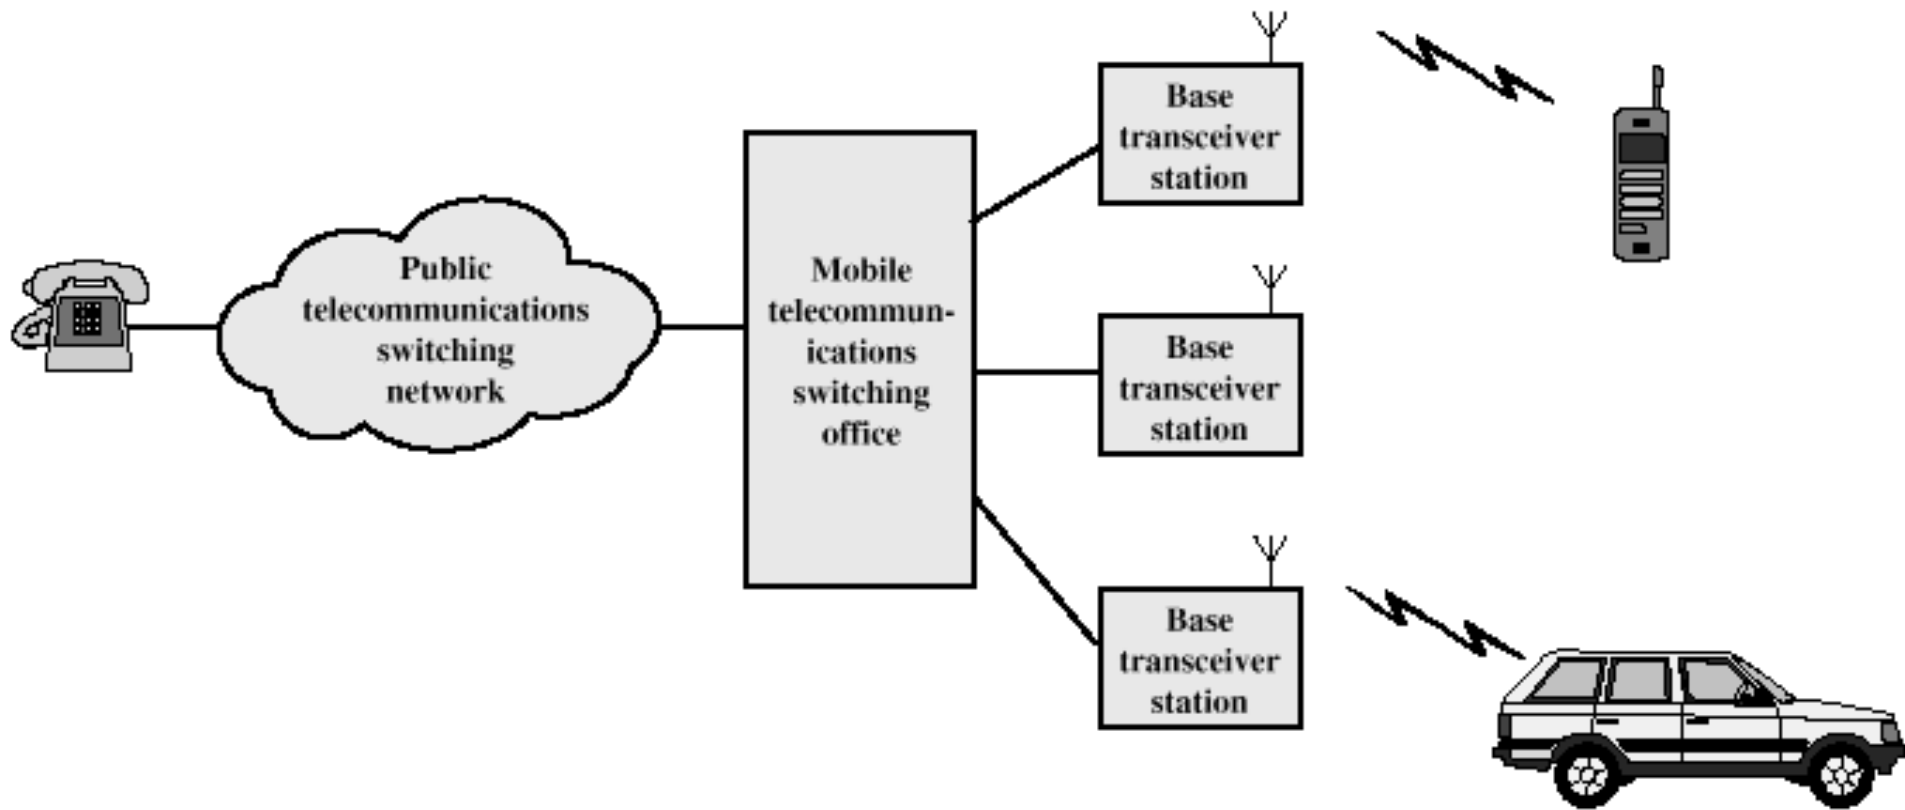 Public
telecommunications
switching
network
Mobile
telecommun-
ications
switching
office
Base
transceiver
station
Base
transceiver
station
Base
transceiver
station